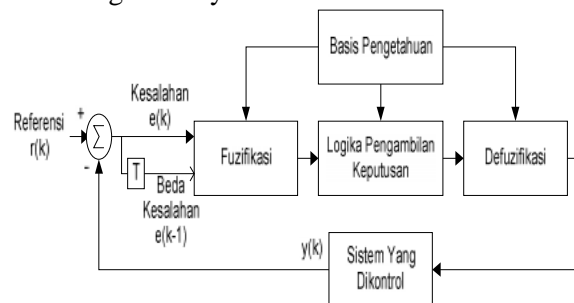 Basis Pengetahuan
Kesalahan
e(k)
Referensi
r(k)
+
-
Σ
T
Beda
Kesalahan
e(k-1)
Fuzifikasi
Logika Pengambilan
Keputusan
Defuzifikasi
y(k)
Sistem Yang
Dikontrol